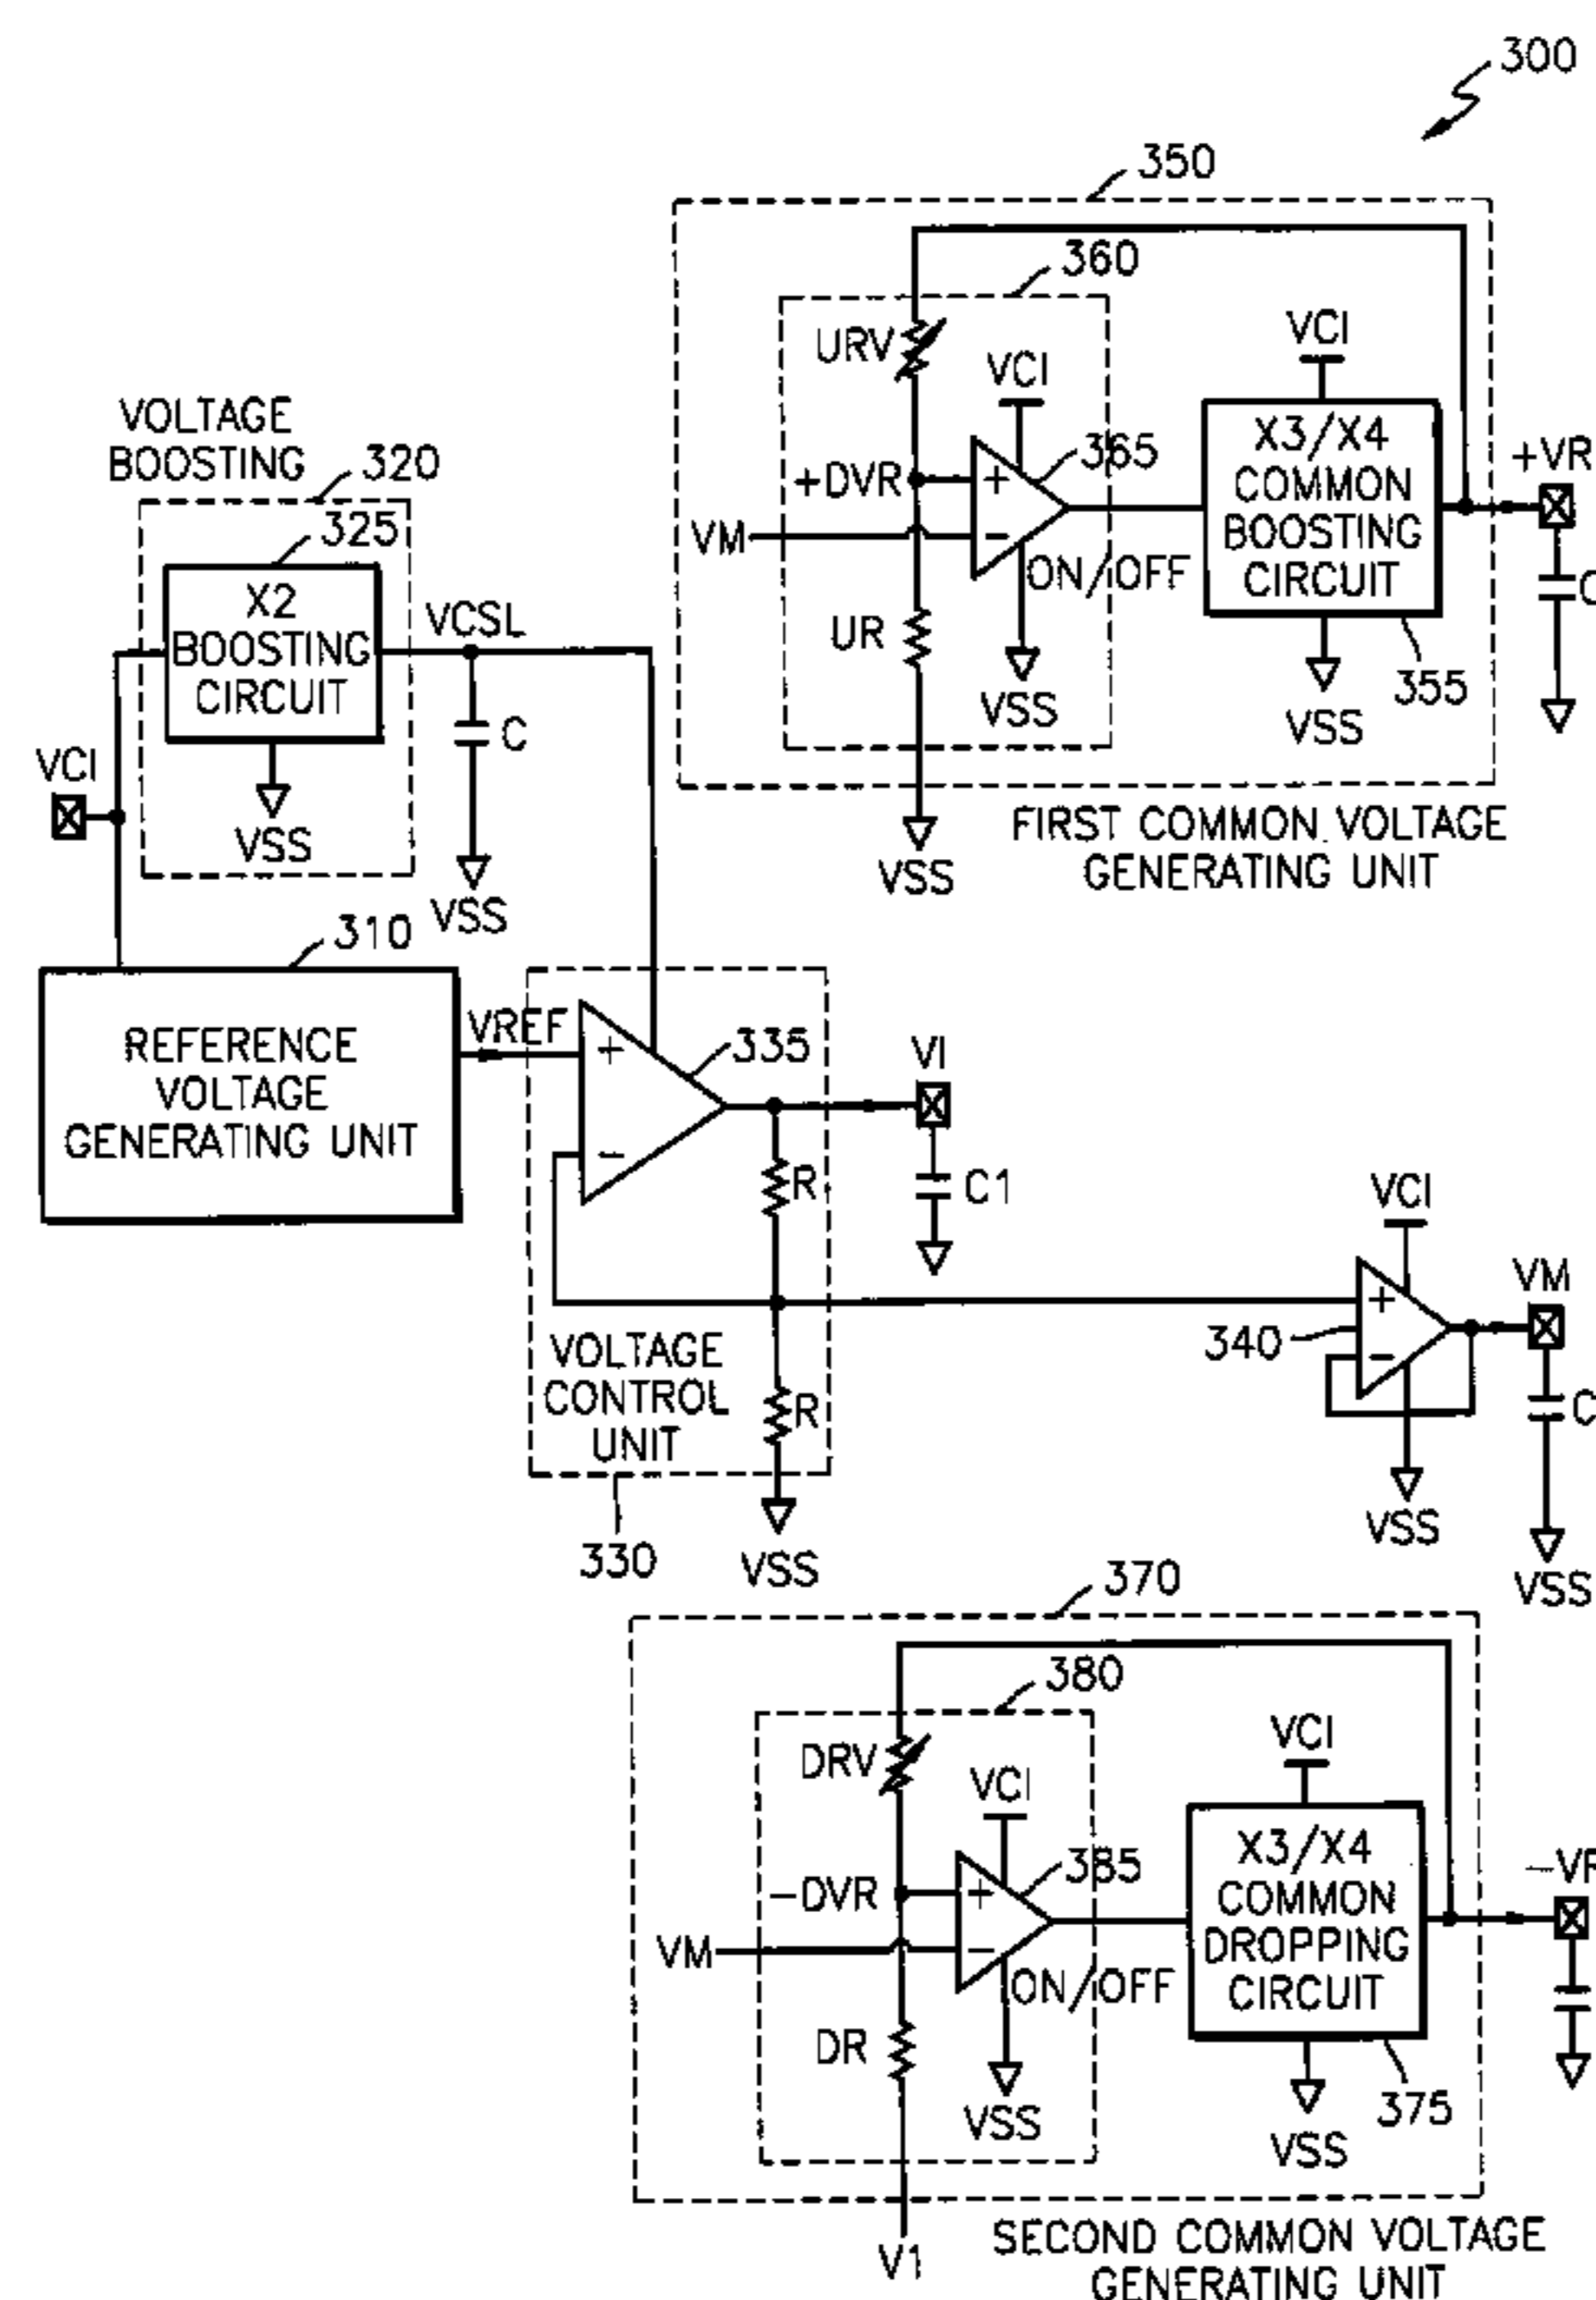 300
350
360
URV
VCI
VCI
365
+DVR
VM
ON/OFF
UR
VSS
X3/X4
COMMON
BOOSTING
CIRCUIT
+VR
355
VSS
VSS
FIRST COMMON VOLTAGE
GENERATING UNIT
VOLTAGE
BOOSTING
320
325
X2
BOOSTING
CIRCUIT
VCSL
C
VCI
VSS
VSS
310
REFERENCE
VOLTAGE
GENERATING UNIT
VREF
+
-
335
VI
R
C1
VOLTAGE
CONTROL
UNIT
R
330
VSS
VCI
+
-
340
VM
C
VSS
VSS
370
380
DRV
VCI
VCI
385
-DVR
+
-
VM
ON/OFF
DR
VSS
X3/X4
COMMON
DROPPING
CIRCUIT
375
VSS
V1
SECOND COMMON VOLTAGE
GENERATING UNIT